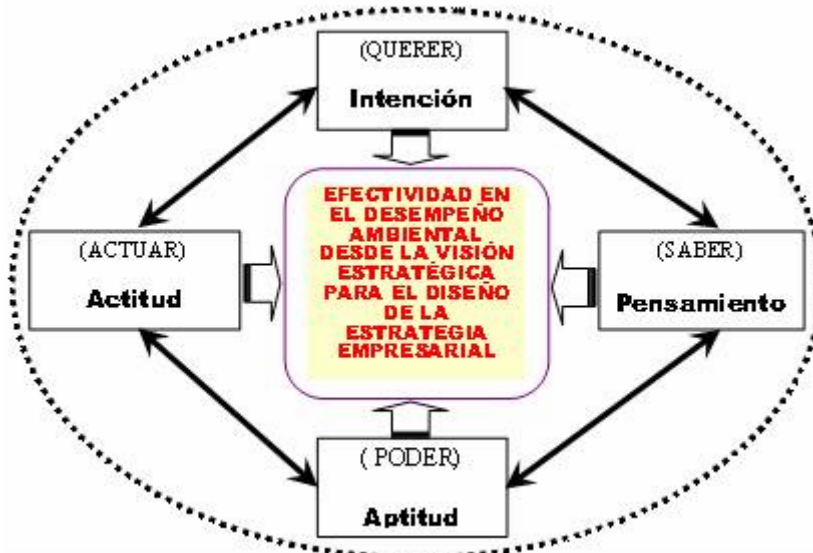 (QUERER)
Intención
(ACTUAR)
Actitud
EFECTIVIDAD EN
EL DESEMPEÑO
AMBIENTAL
DESDE LA VISIÓN
ESTRATÉGICA
PARA EL DISEÑO
DE LA
ESTRATEGIA
EMPRESARIAL
(SABER)
Pensamiento
( PODER)
Aptitud